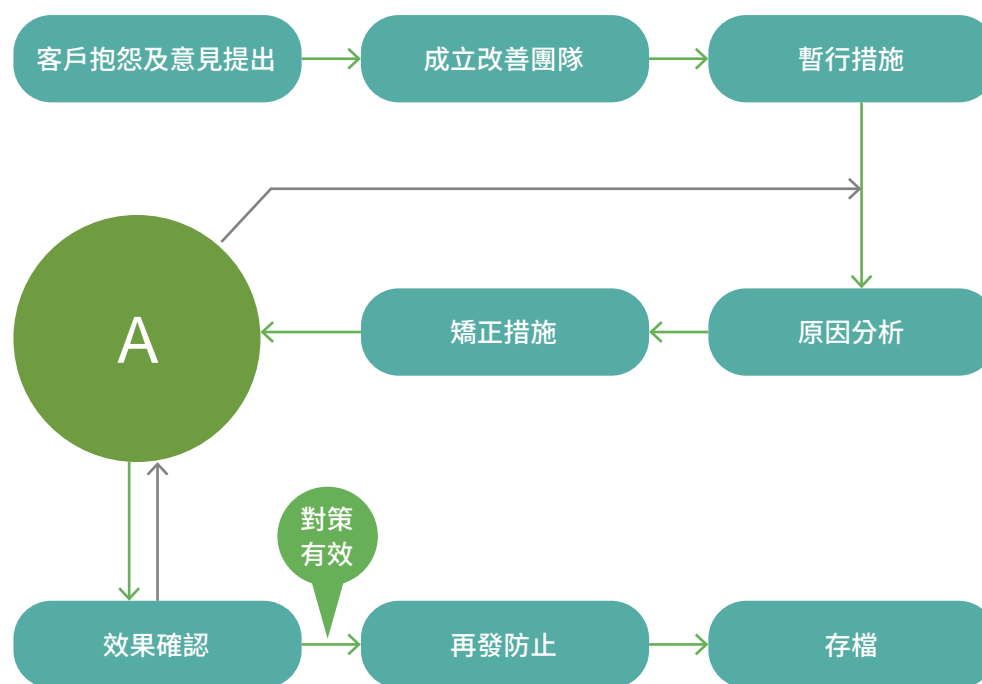 客戶抱怨及意見提出
成立改善團隊
暫行措施
A
矯正措施
原因分析
對策
有效
效果確認
再發防止
存檔